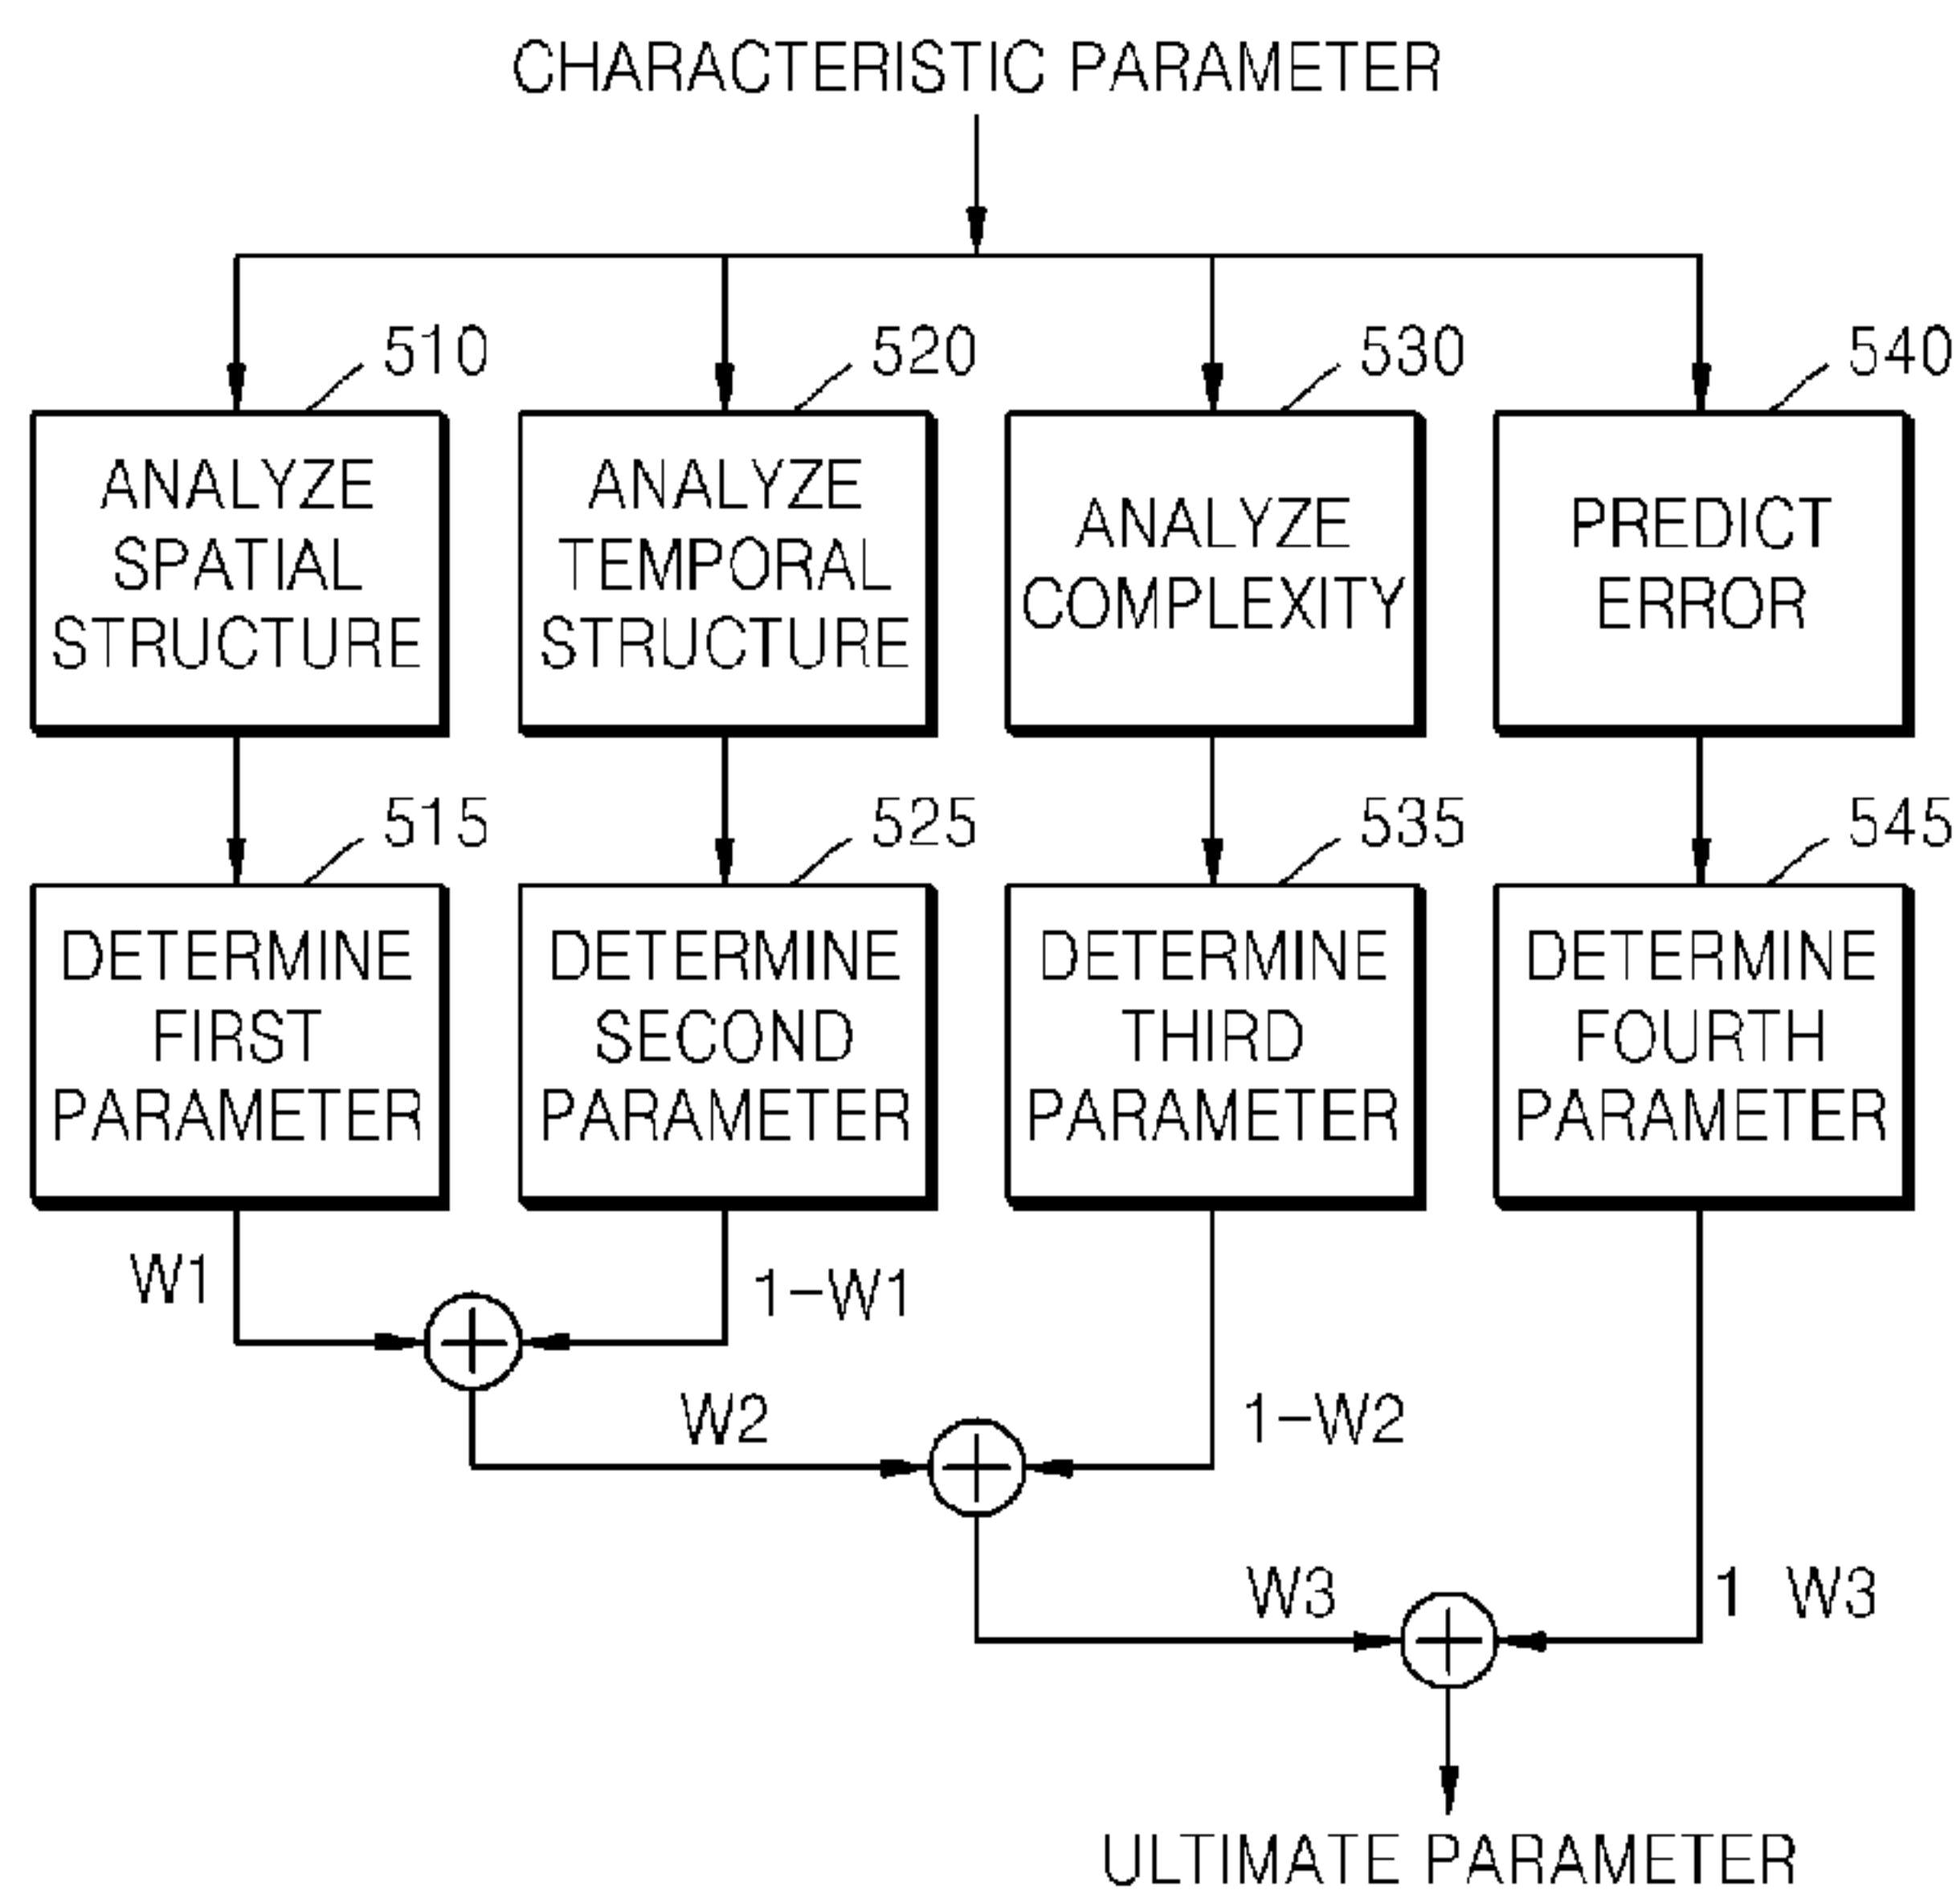 CHARACTERISTIC PARAMETER
510
520
530
540
ANALYZE
SPATIAL
STRUCTURE
ANALYZE
TEMPORAL
STRUCTURE
ANALYZE
COMPLEXITY
PREDICT
ERROR
515
525
535
545
DETERMINE
FIRST
PARAMETER
DETERMINE
SECOND
PARAMETER
DETERMINE
THIRD
PARAMETER
DETERMINE
FOURTH
PARAMETER
W1
1-W1
W2
1-W2
W3
1 W3
ULTIMATE PARAMETER